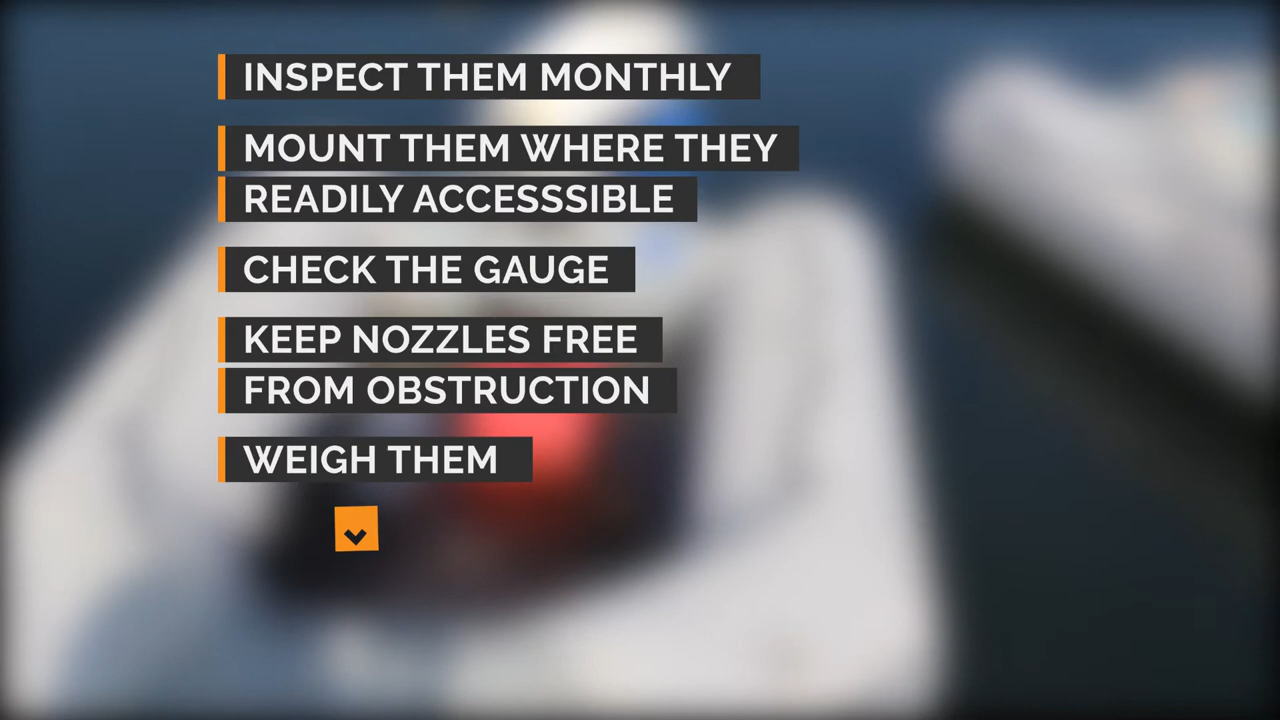 INSPECT THEM MONTHLY
MOUNT THEM WHERE THEY
READILY ACCESSSIBLE
CHECK THE GAUGE
KEEP NOZZLES FREE
FROM OBSTRUCTION
WEIGH THEM